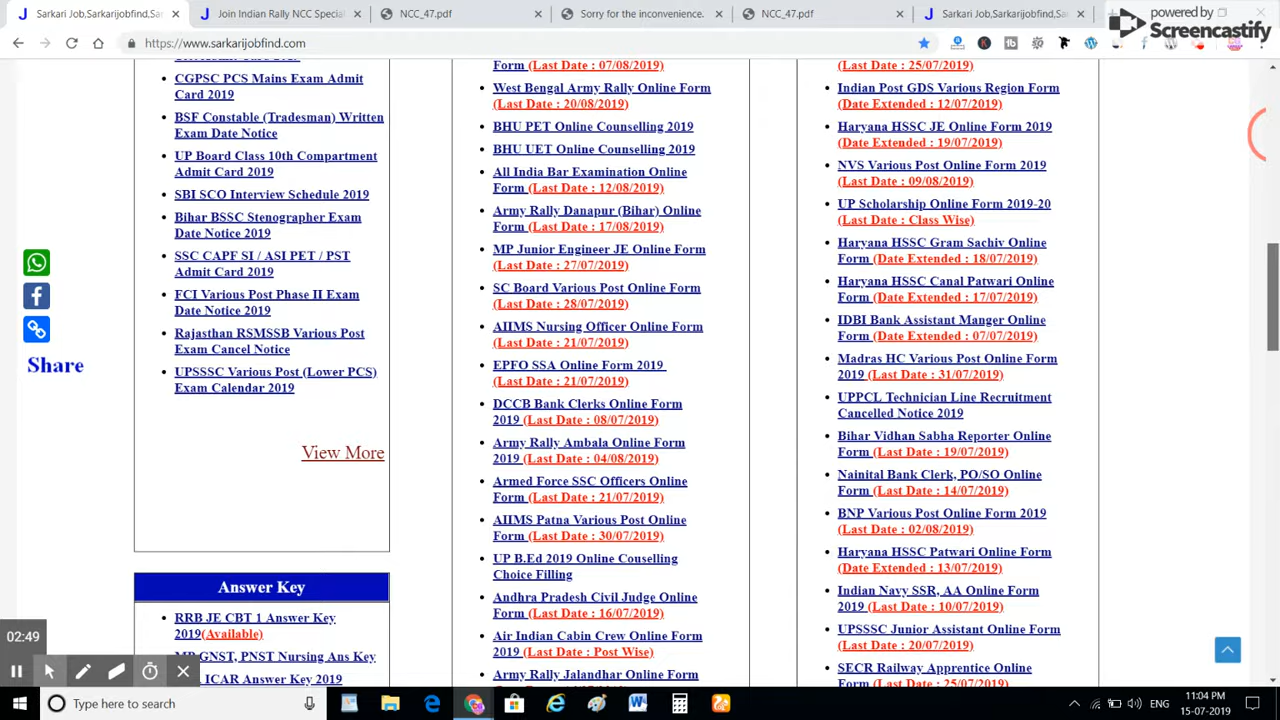 Sarkari Job,Sarkarijobfind,Sar
Join Indian Rally NCC Special
NCC_47.pdf
Sorry for the inconvenience.
NCC_47.pdf
Sarkari Job,Sarkarijobfind,Sar
powered by
Screencastify
https://www.sarkarijobfind.com
CGPSC PCS Mains Exam Admit
Card 2019
BSF Constable (Tradesman) Written
Exam Date Notice
UP Board Class 10th Compartment
Admit Card 2019
SBI SCO Interview Schedule 2019
Bihar BSSC Stenographer Exam
Date Notice 2019
SSC CAPF SI / ASI PET / PST
Admit Card 2019
FCI Various Post Phase II Exam
Date Notice 2019
Rajasthan RSMSSB Various Post
Exam Cancel Notice
UPSSSC Various Post (Lower PCS)
Exam Calendar 2019
View More
Answer Key
RRB JE CBT 1 Answer Key
2019(Available)
GNST, PNST Nursing Ans Key
ICAR Answer Key 2019
Form (Last Date : 07/08/2019)
West Bengal Army Rally Online Form
(Last Date : 20/08/2019)
BHU PET Online Counselling 2019
BHU UET Online Counselling 2019
All India Bar Examination Online
Form (Last Date : 12/08/2019)
Army Rally Danapur (Bihar) Online
Form (Last Date : 17/08/2019)
MP Junior Engineer JE Online Form
(Last Date : 27/07/2019)
SC Board Various Post Online Form
(Last Date : 28/07/2019)
AIIMS Nursing Officer Online Form
(Last Date : 21/07/2019)
EPFO SSA Online Form 2019
(Last Date : 21/07/2019)
DCCB Bank Clerks Online Form
2019 (Last Date : 08/07/2019)
Army Rally Ambala Online Form
2019 (Last Date : 04/08/2019)
Armed Force SSC Officers Online
Form (Last Date : 21/07/2019)
AIIMS Patna Various Post Online
Form (Last Date : 30/07/2019)
UP B.Ed 2019 Online Couselling
Choice Filling
Andhra Pradesh Civil Judge Online
Form (Last Date : 16/07/2019)
Air Indian Cabin Crew Online Form
2019 (Last Date : Post Wise)
Army Rally Jalandhar Online Form
(Last Date : 25/07/2019)
Indian Post GDS Various Region Form
(Date Extended : 12/07/2019)
Haryana HSSC JE Online Form 2019
(Date Extended : 19/07/2019)
NVS Various Post Online Form 2019
(Last Date : 09/08/2019)
UP Scholarship Online Form 2019-20
(Last Date : Class Wise)
Haryana HSSC Gram Sachiv Online
Form (Date Extended : 18/07/2019)
Haryana HSSC Canal Patwari Online
Form (Date Extended : 17/07/2019)
IDBI Bank Assistant Manger Online
Form (Date Extended : 07/07/2019)
Madras HC Various Post Online Form
2019 (Last Date : 31/07/2019)
UPPCL Technician Line Recruitment
Cancelled Notice 2019
Bihar Vidhan Sabha Reporter Online
Form (Last Date : 19/07/2019)
Nainital Bank Clerk, PO/SO Online
Form (Last Date : 14/07/2019)
BNP Various Post Online Form 2019
(Last Date : 02/08/2019)
Haryana HSSC Patwari Online Form
(Date Extended : 13/07/2019)
Indian Navy SSR, AA Online Form
2019 (Last Date : 10/07/2019)
UPSSSC Junior Assistant Online Form
(Last Date : 20/07/2019)
SECR Railway Apprentice Online
Form (Last Date : 25/07/2019)
Share
02:49
Type here to search
ENG
11:04 PM
15-07-2019